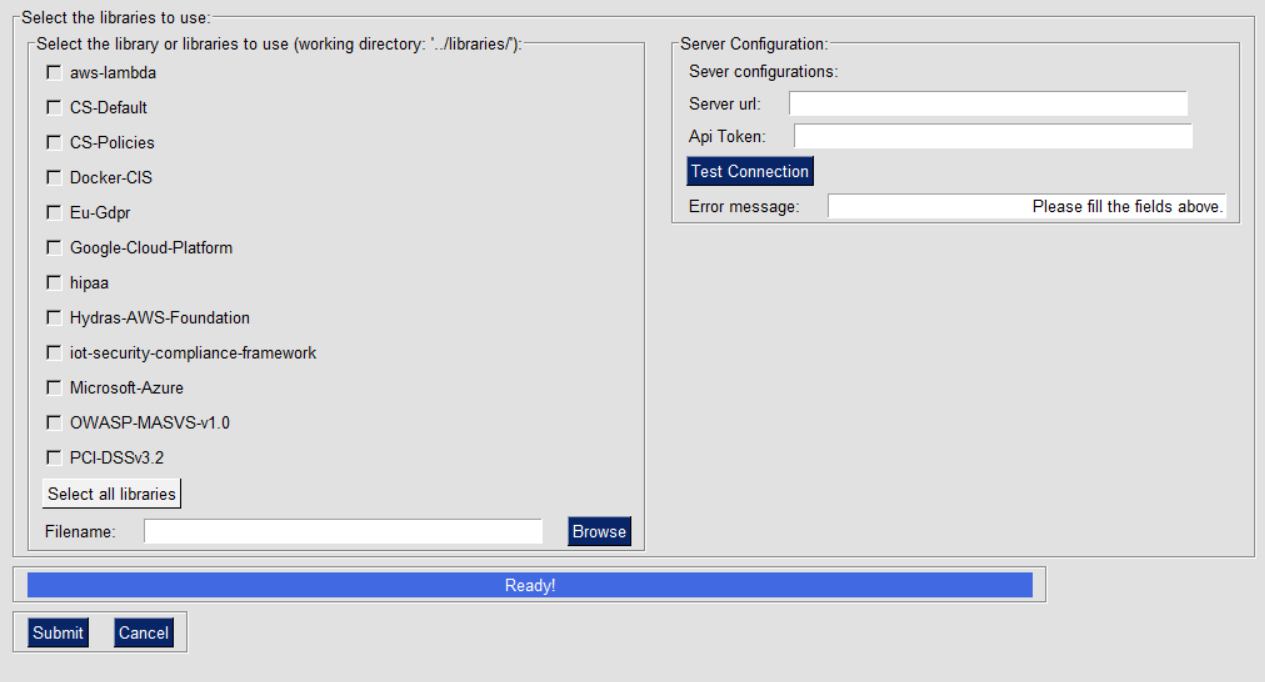 Select the libraries to use:
Select the library or libraries to use (working directory: '../libraries/'):
aws-lambda
CS-Default
CS-Policies
Docker-CIS
Eu-Gdpr
Google-Cloud-Platform
hipaa
Hydras-AWS-Foundation
iot-security-compliance-framework
Microsoft-Azure
OWASP-MASVS-v1.0
PCI-DSSv3.2
Select all libraries
Filename:
Browse
Server Configuration:
Sever configurations:
Server url:
Api Token:
Test Connection
Error message: Please fill the fields above.
Ready!
Submit Cancel